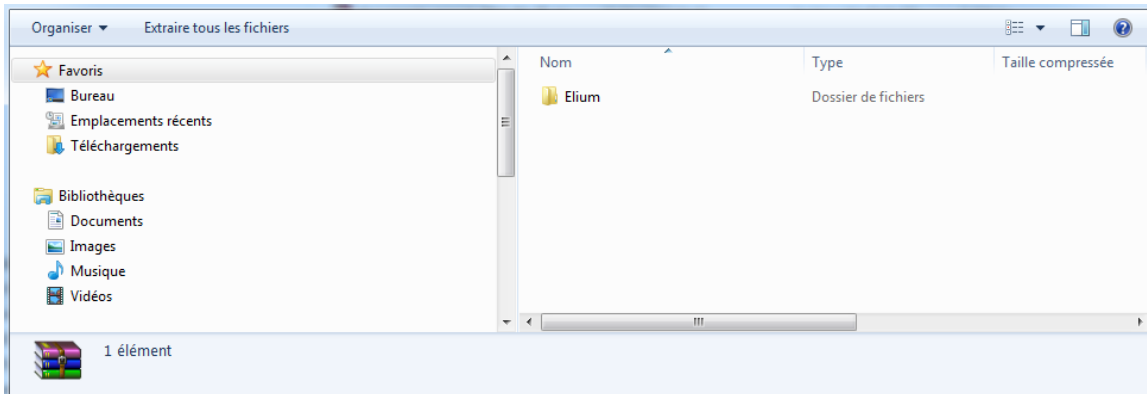 Organiser Extraire tous les fichiers
Favoris
Bureau
Emplacements récents
Téléchargements
Bibliothèques
Documents
Images
Musique
Vidéos
Nom Type Taille compressée
Elium Dossier de fichiers
1 élément